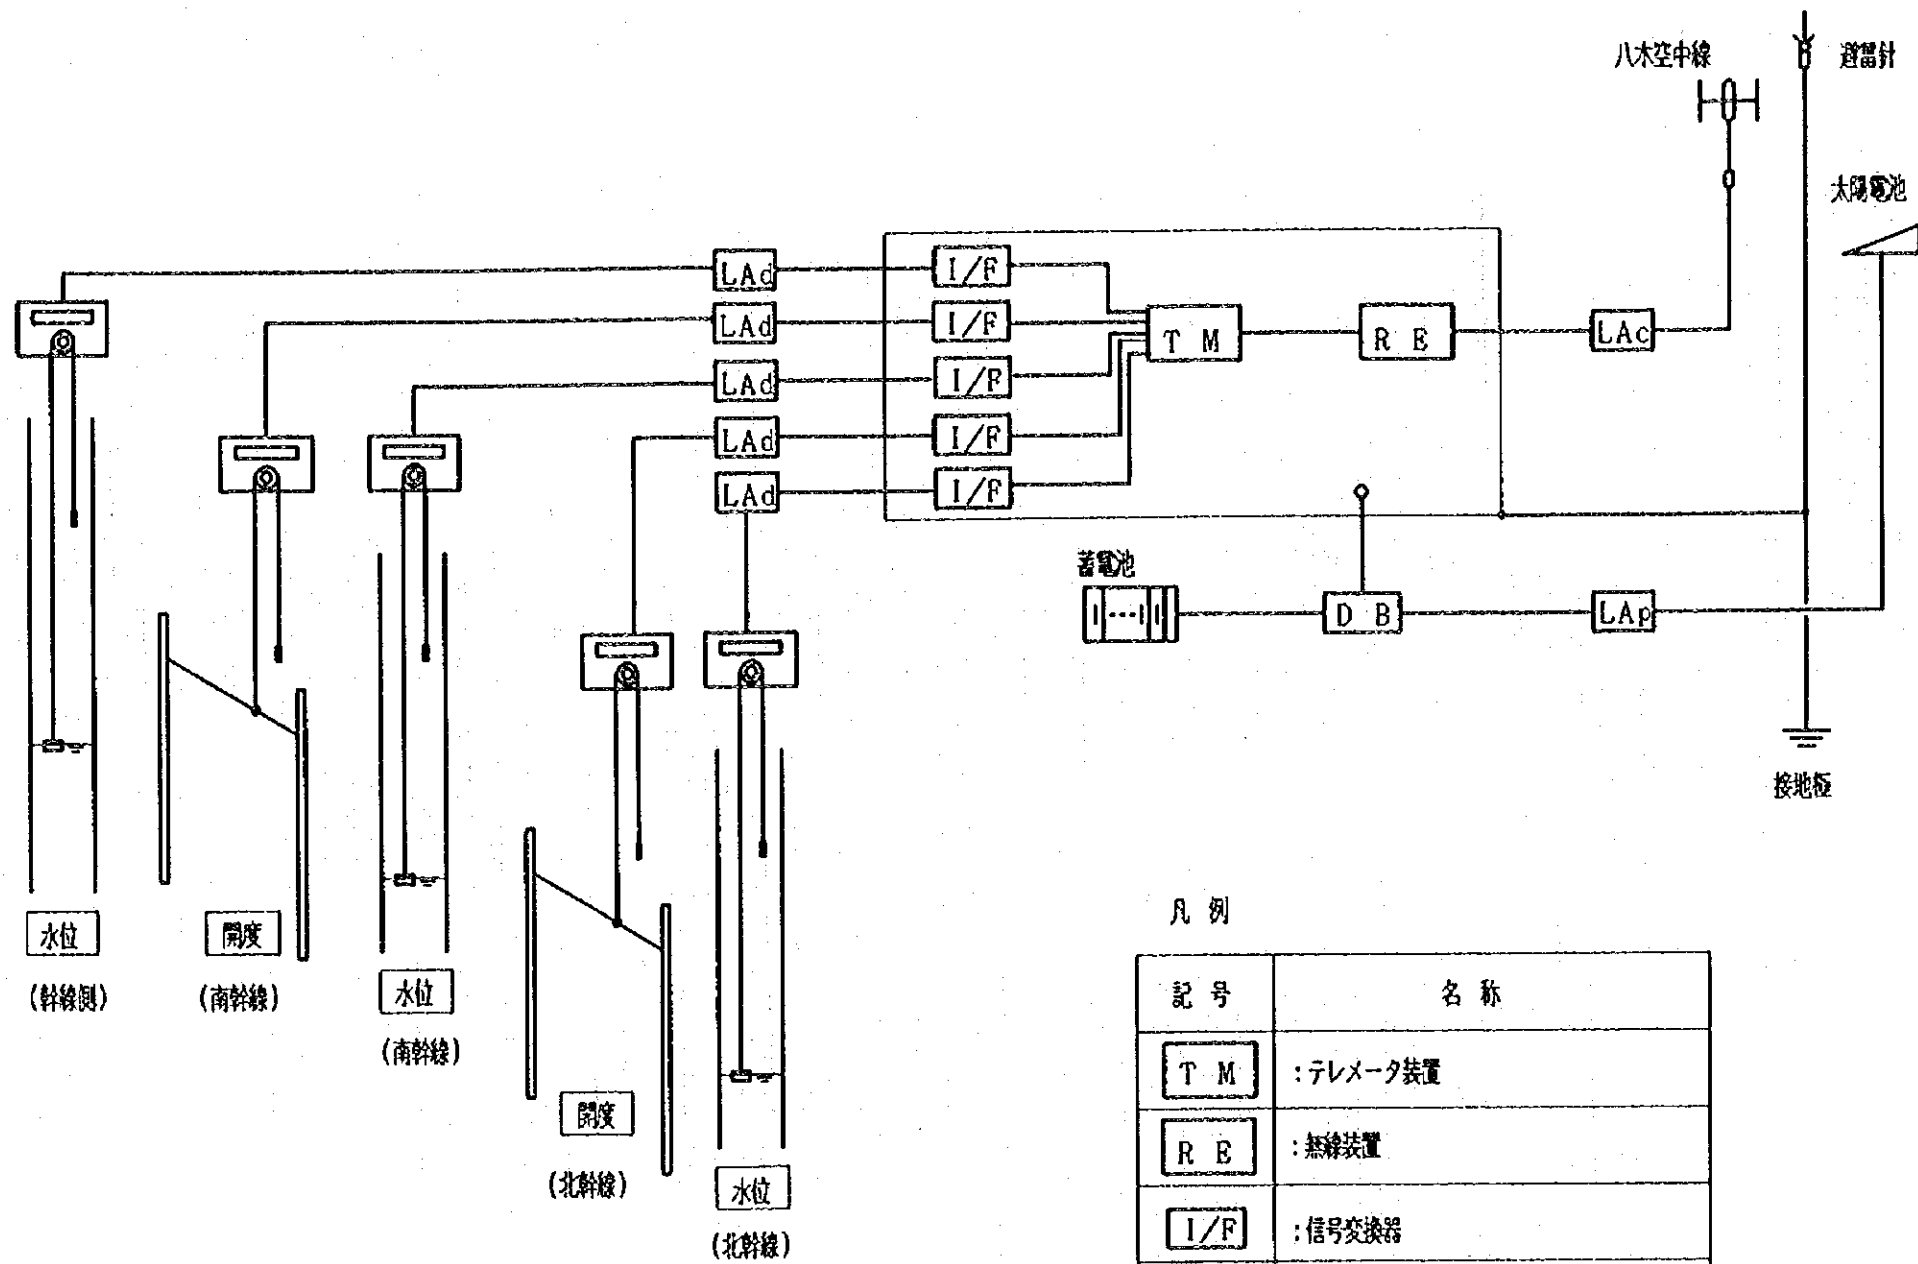 八木空中線
避雷針
太陽電池
LAd I/F
LAd I/F
T M R E LAc
LAd I/F
LAd I/F
LAd I/F
蓄電池
D B LAp
接地極
水位
(幹線側)
開度
(南幹線)
水位
(南幹線)
開度
(北幹線)
水位
(北幹線)
凡 例
記 号 名 称
T M :テレメータ装置
R E :無線装置
I/F :信号変換器